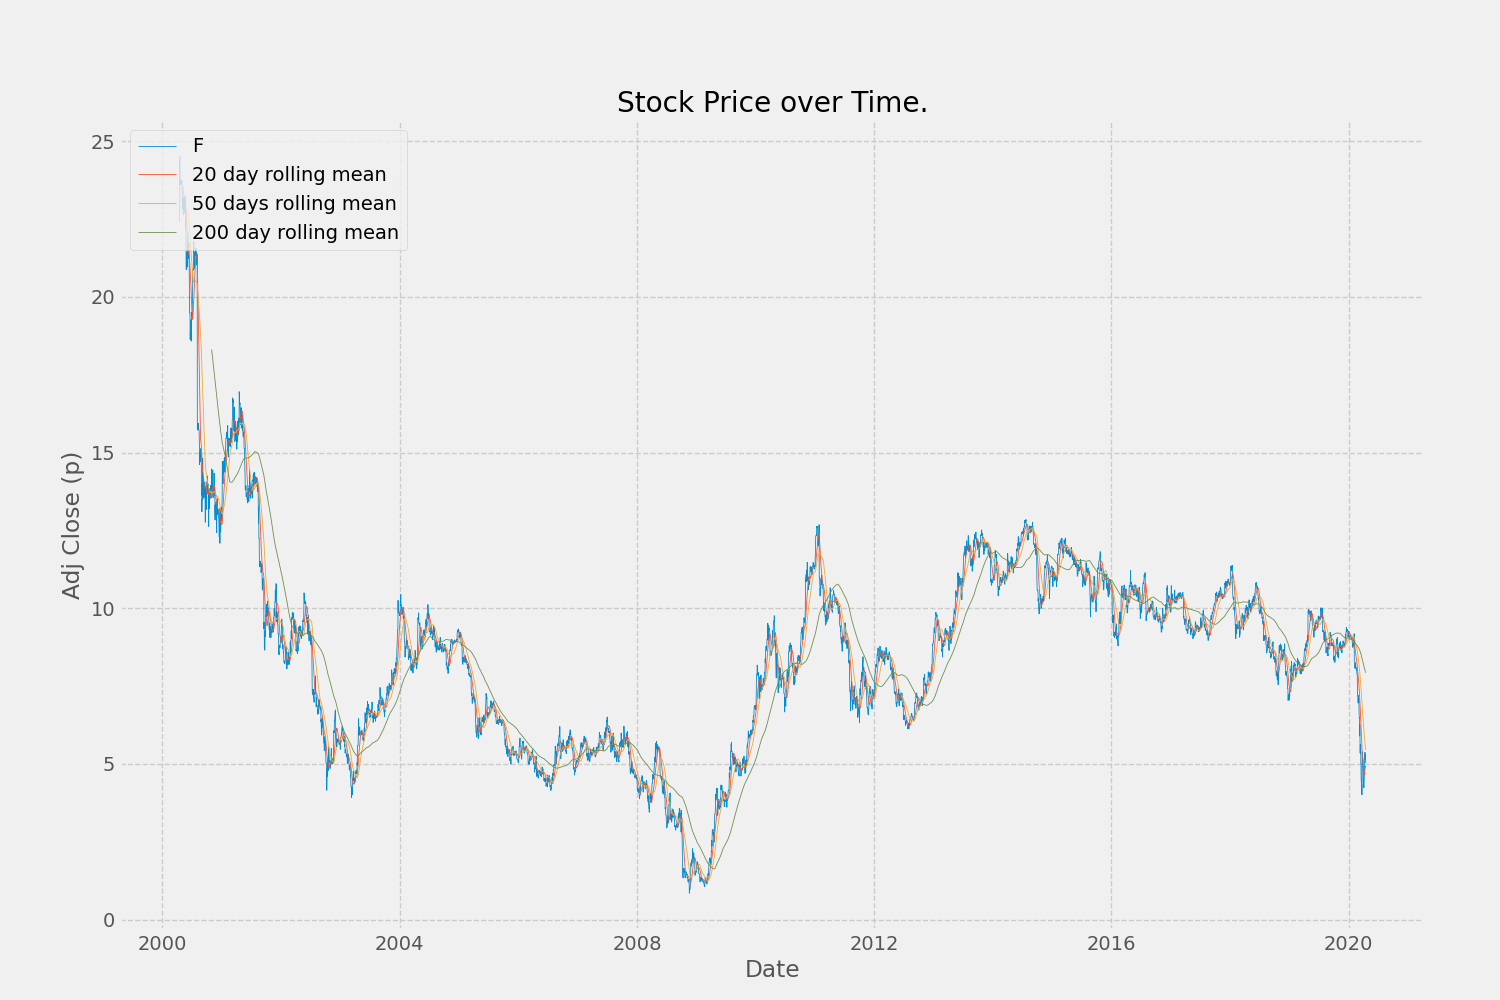 Stock Price over Time.
F
20 day rolling mean
50 days rolling mean
200 day rolling mean
25
20
15
10
5
0
Adj Close (p)
2000 2004 2008 2012 2016 2020
Date